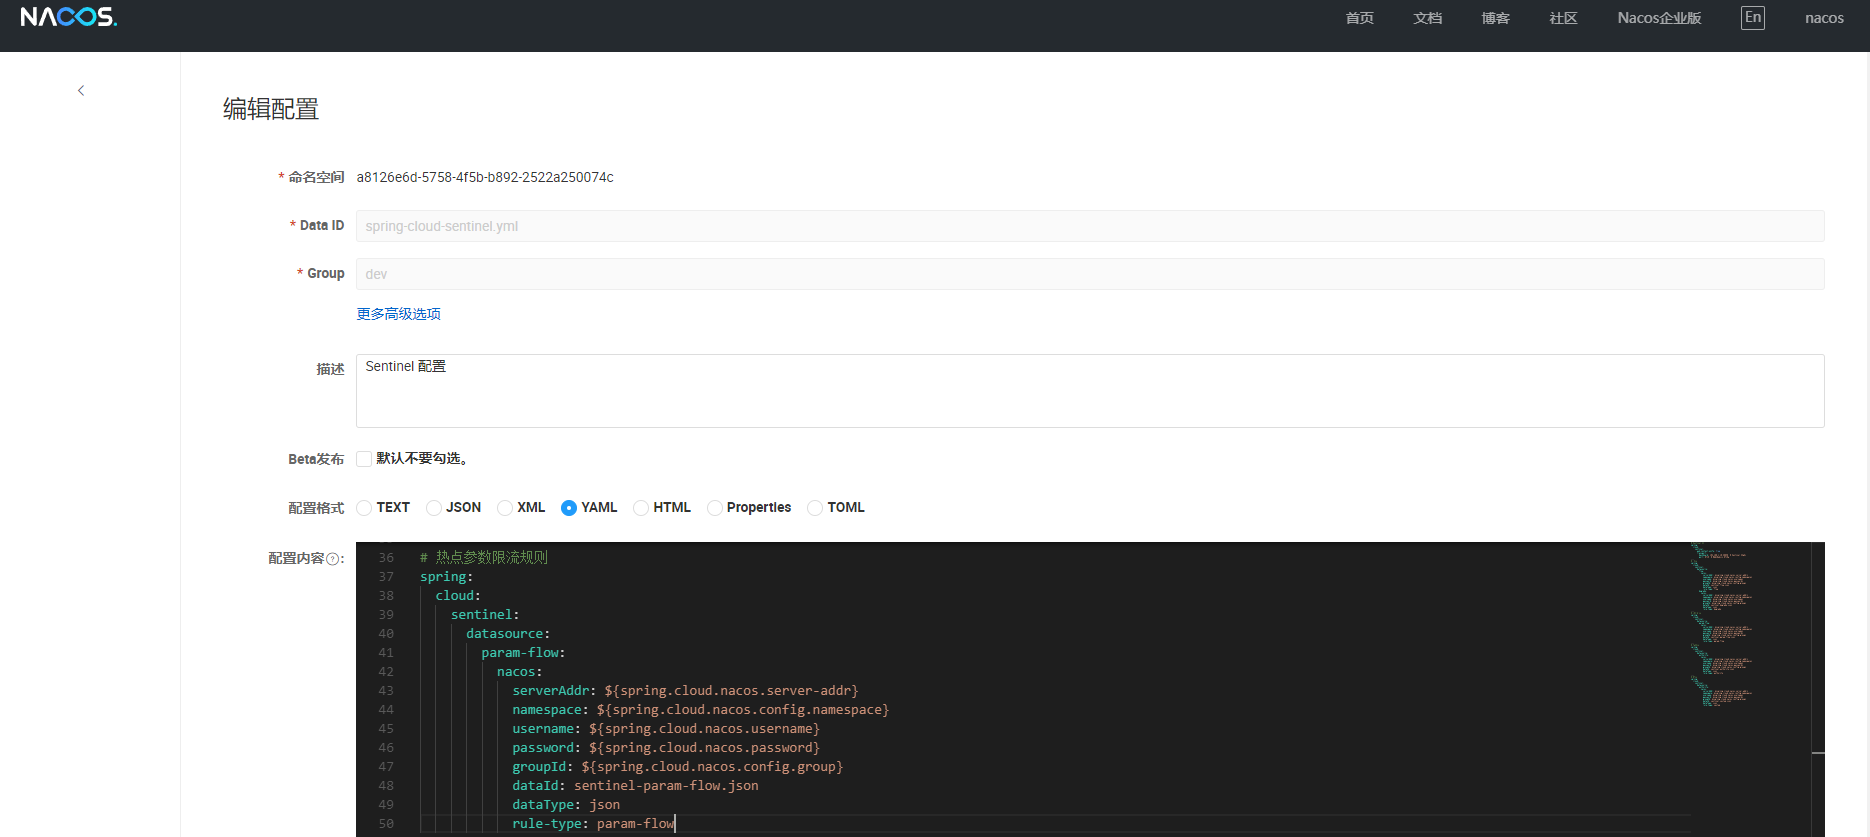 NACOS.
首页 文档 博客 社区 Nacos企业版 En nacos
编辑配置
* 命名空间 a8126e6d-5758-4f5b-b892-2522a250074c
* Data ID spring-cloud-sentinel.yml
* Group dev
更多高级选项
描述 Sentinel 配置
Beta发布 默认不要勾选。
配置格式 TEXT JSON XML YAML HTML Properties TOML
配置内容?:
36 # 热点参数限流规则
37 spring:
38 cloud:
39 sentinel:
40 datasource:
41 param-flow:
42 nacos:
43 serverAddr: ${spring.cloud.nacos.server-addr}
44 namespace: ${spring.cloud.nacos.config.namespace}
45 username: ${spring.cloud.nacos.username}
46 password: ${spring.cloud.nacos.password}
47 groupId: ${spring.cloud.nacos.config.group}
48 dataId: sentinel-param-flow.json
49 dataType: json
50 rule-type: param-flow